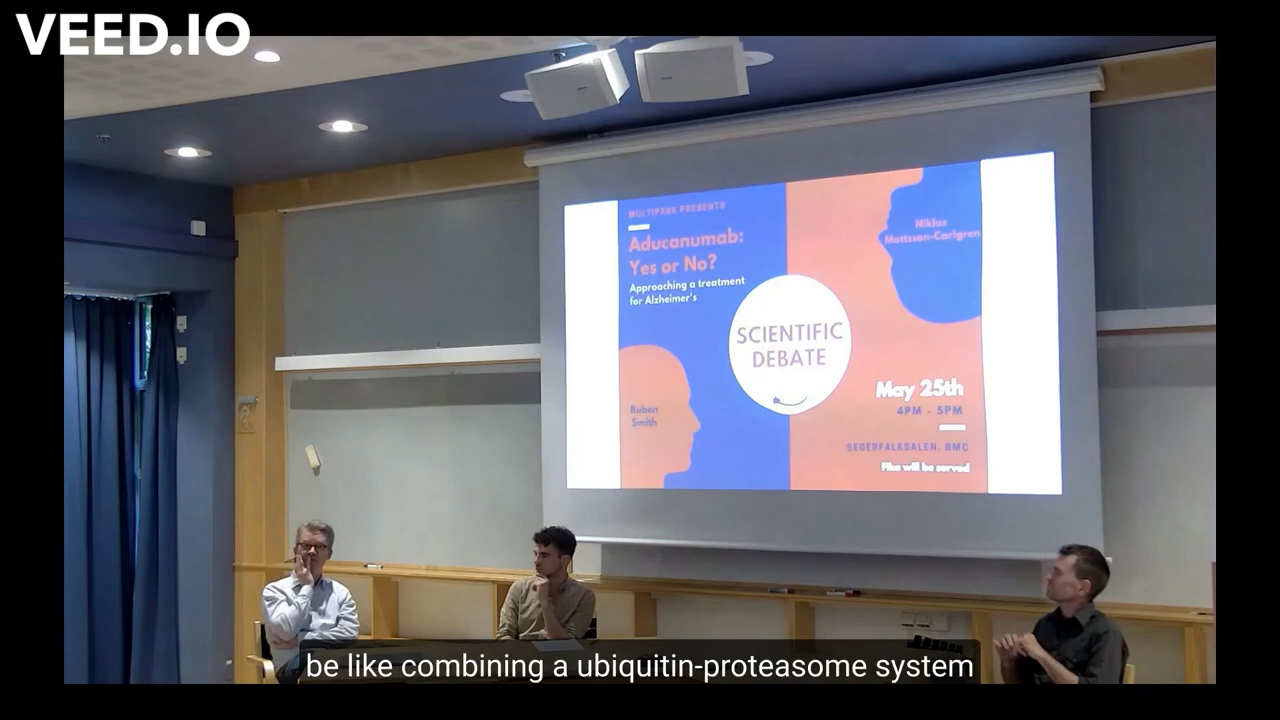 VEED.IO
MULTIPARK PRESENTS
Aducanumab:
Yes or No?
Approaching a treatment
for Alzheimer's
Niklas
Mattsson-Carlgren
SCIENTIFIC
DEBATE
Ruben
Smith
May 25th
4PM - 5PM
SEGERFALKSALEN, BMC
Fika will be served
be like combining a ubiquitin-proteasome system